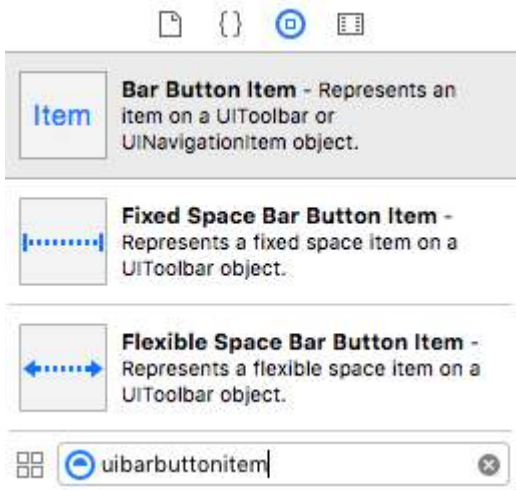 {}
Item
Bar Button Item - Represents an
item on a UIToolbar or
UINavigationItem object.
Fixed Space Bar Button Item -
Represents a fixed space item on a
UIToolbar object.
Flexible Space Bar Button Item -
Represents a flexible space item on a
UIToolbar object.
uibarbuttonitem